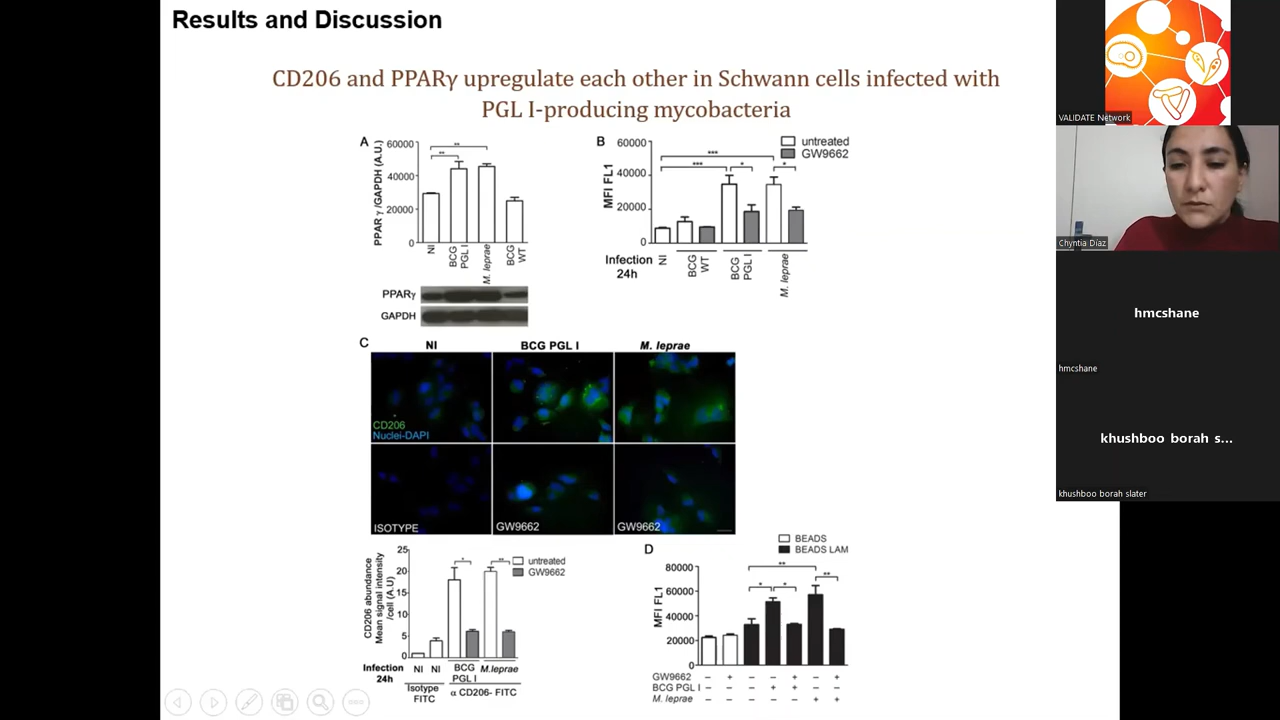 Results and Discussion
CD206 and PPARγ upregulate each other in Schwann cells infected with
PGL I-producing mycobacteria
A
60000
40000
20000
0
PPAR γ /GAPDH (A.U.)
**
**
NI
BCG
PGL I
M. leprae
BCG
WT
PPARγ
GAPDH
B
untreated
GW9662
60000
40000
20000
0
MFI FL1
***
***
*
*
Infection
24h
NI
BCG
WT
BCG
PGL I
M. leprae
C
NI
BCG PGL I
M. leprae
CD206
Nuclei-DAPI
ISOTYPE
GW9662
GW9662
25
20
15
10
5
0
CD206 abundance
Mean signal intensity
/cell (A.U)
*
**
untreated
GW9662
Infection
24h
NI
NI
BCG
PGL I
M.leprae
Isotype
FITC
α CD206- FITC
D
BEADS
BEADS LAM
80000
60000
40000
20000
0
MFI FL1
**
**
*
*
GW9662 – + – – + – +
BCG PGL I – – – + + – –
M. leprae – – – – – + +
VALIDATE Network
Chyntia Díaz
hmcshane
hmcshane
khushboo borah s...
khushboo borah slater